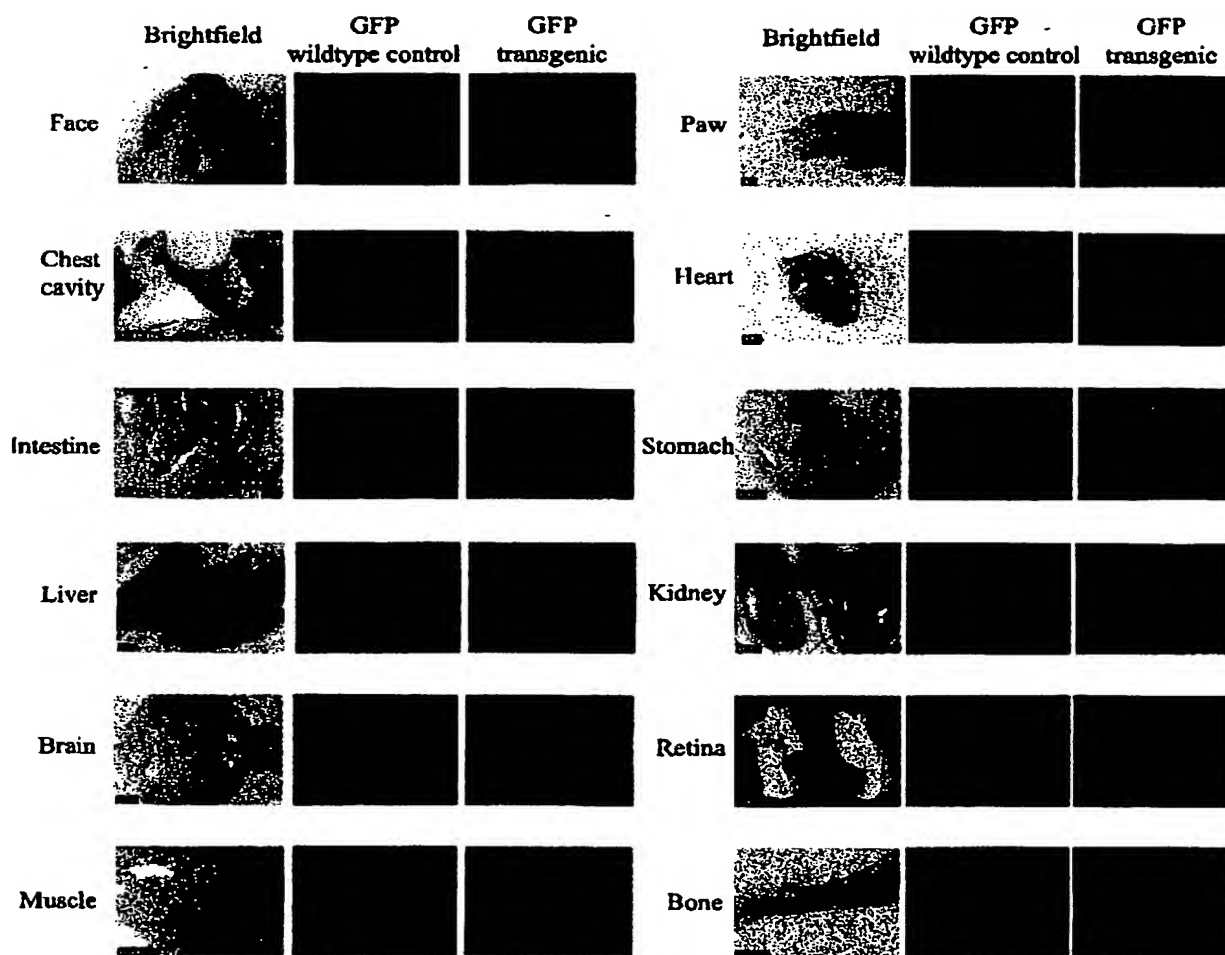 Brightfield
GFP
wildtype control
GFP
transgenic
Face
Chest
cavity
Intestine
Liver
Brain
Muscle
Brightfield
GFP
wildtype control
GFP
transgenic
Paw
Heart
Stomach
Kidney
Retina
Bone